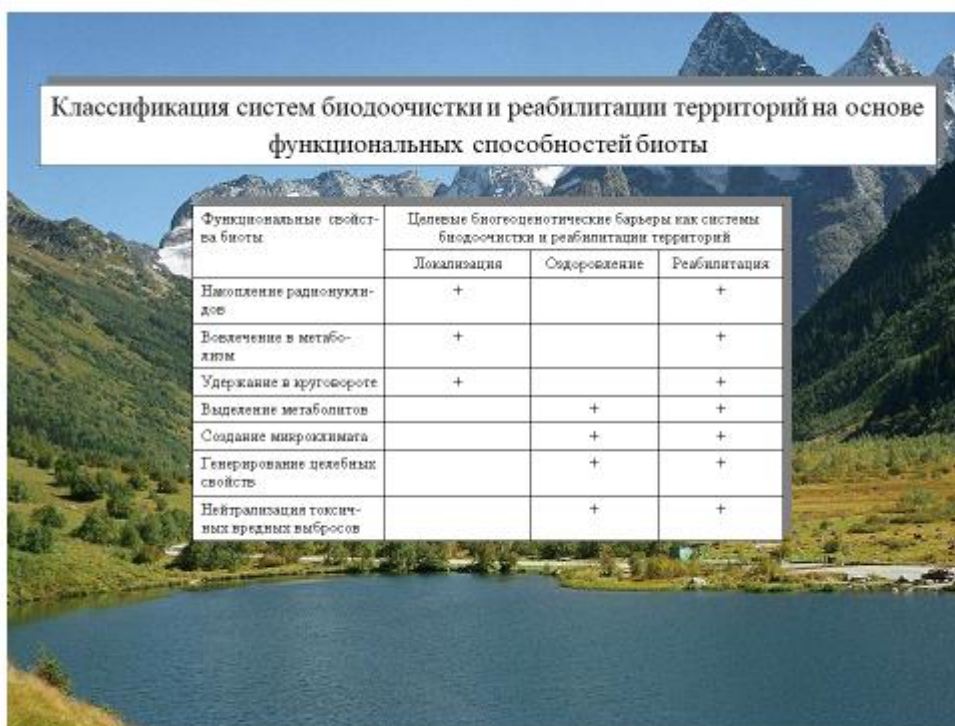 Классификация систем биодоочистки и реабилитации территорий на основе
функциональных способностей биоты
Функциональные свойст-
ва биоты
Целевые биогеоценотические барьеры как системы
биодоочистки и реабилитации территорий
Локализация
Оздоровление
Реабилитация
Накопление радионукли-
дов
+
+
Вовлечение в метабо-
лизм
+
+
Удержание в круговороте
+
+
Выделение метаболитов
+
+
Создание микроклимата
+
+
Генерирование целебных
свойств
+
+
Нейтрализация токсич-
ных вредных выбросов
+
+